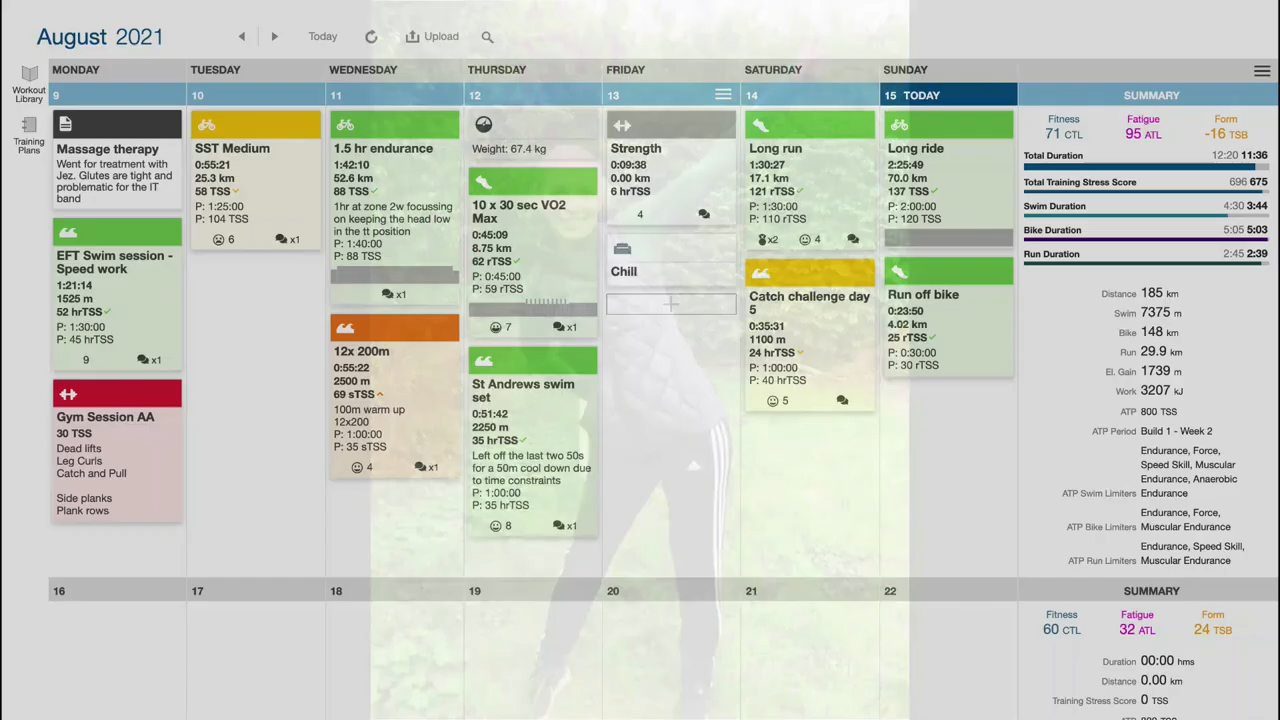 August 2021
Today
Upload
MONDAY TUESDAY WEDNESDAY THURSDAY FRIDAY SATURDAY SUNDAY
Workout
Library
Training
Plans
9 10 11 12 13 14 15 TODAY SUMMARY
Massage therapy
Went for treatment with
Jez. Glutes are tight and
problematic for the IT
band
EFT Swim session -
Speed work
1:21:14
1525 m
52 hrTSS
P: 1:30:00
P: 45 hrTSS
9 x1
Gym Session AA
30 TSS
Dead lifts
Leg Curls
Catch and Pull
Side planks
Plank rows
SST Medium
0:55:21
25.3 km
58 TSS
P: 1:25:00
P: 104 TSS
6 x1
1.5 hr endurance
1:42:10
52.6 km
88 TSS
1hr at zone 2w focussing
on keeping the head low
in the tt position
P: 1:40:00
P: 88 TSS
x1
12x 200m
0:55:22
2500 m
69 sTSS
100m warm up
12x200
P: 1:00:00
P: 35 sTSS
4 x1
Weight: 67.4 kg
10 x 30 sec VO2
Max
0:45:09
8.75 km
62 rTSS
P: 0:45:00
P: 59 rTSS
7 x1
St Andrews swim
set
0:51:42
2250 m
35 hrTSS
Left off the last two 50s
for a 50m cool down due
to time constraints
P: 1:00:00
P: 35 hrTSS
8 x1
Strength
0:09:38
0.00 km
6 hrTSS
4
Chill
Long run
1:30:27
17.1 km
121 rTSS
P: 1:30:00
P: 110 rTSS
x2 4
Catch challenge day
5
0:35:31
1100 m
24 hrTSS
P: 1:00:00
P: 40 hrTSS
5
Long ride
2:25:49
70.0 km
137 TSS
P: 2:00:00
P: 120 TSS
Run off bike
0:23:50
4.02 km
25 rTSS
P: 0:30:00
P: 30 rTSS
Fitness Fatigue Form
71 CTL 95 ATL -16 TSB
Total Duration 12:20 11:36
Total Training Stress Score 696 675
Swim Duration 4:30 3:44
Bike Duration 5:05 5:03
Run Duration 2:45 2:39
Distance 185 km
Swim 7375 m
Bike 148 km
Run 29.9 km
El. Gain 1739 m
Work 3207 kJ
ATP 800 TSS
ATP Period Build 1 - Week 2
Endurance, Force,
Speed Skill, Muscular
Endurance, Anaerobic
ATP Swim Limiters Endurance
Endurance, Force,
ATP Bike Limiters Muscular Endurance
Endurance, Speed Skill,
ATP Run Limiters Muscular Endurance
16 17 18 19 20 21 22 SUMMARY
Fitness Fatigue Form
60 CTL 32 ATL 24 TSB
Duration 00:00 hms
Distance 0.00 km
Training Stress Score 0 TSS